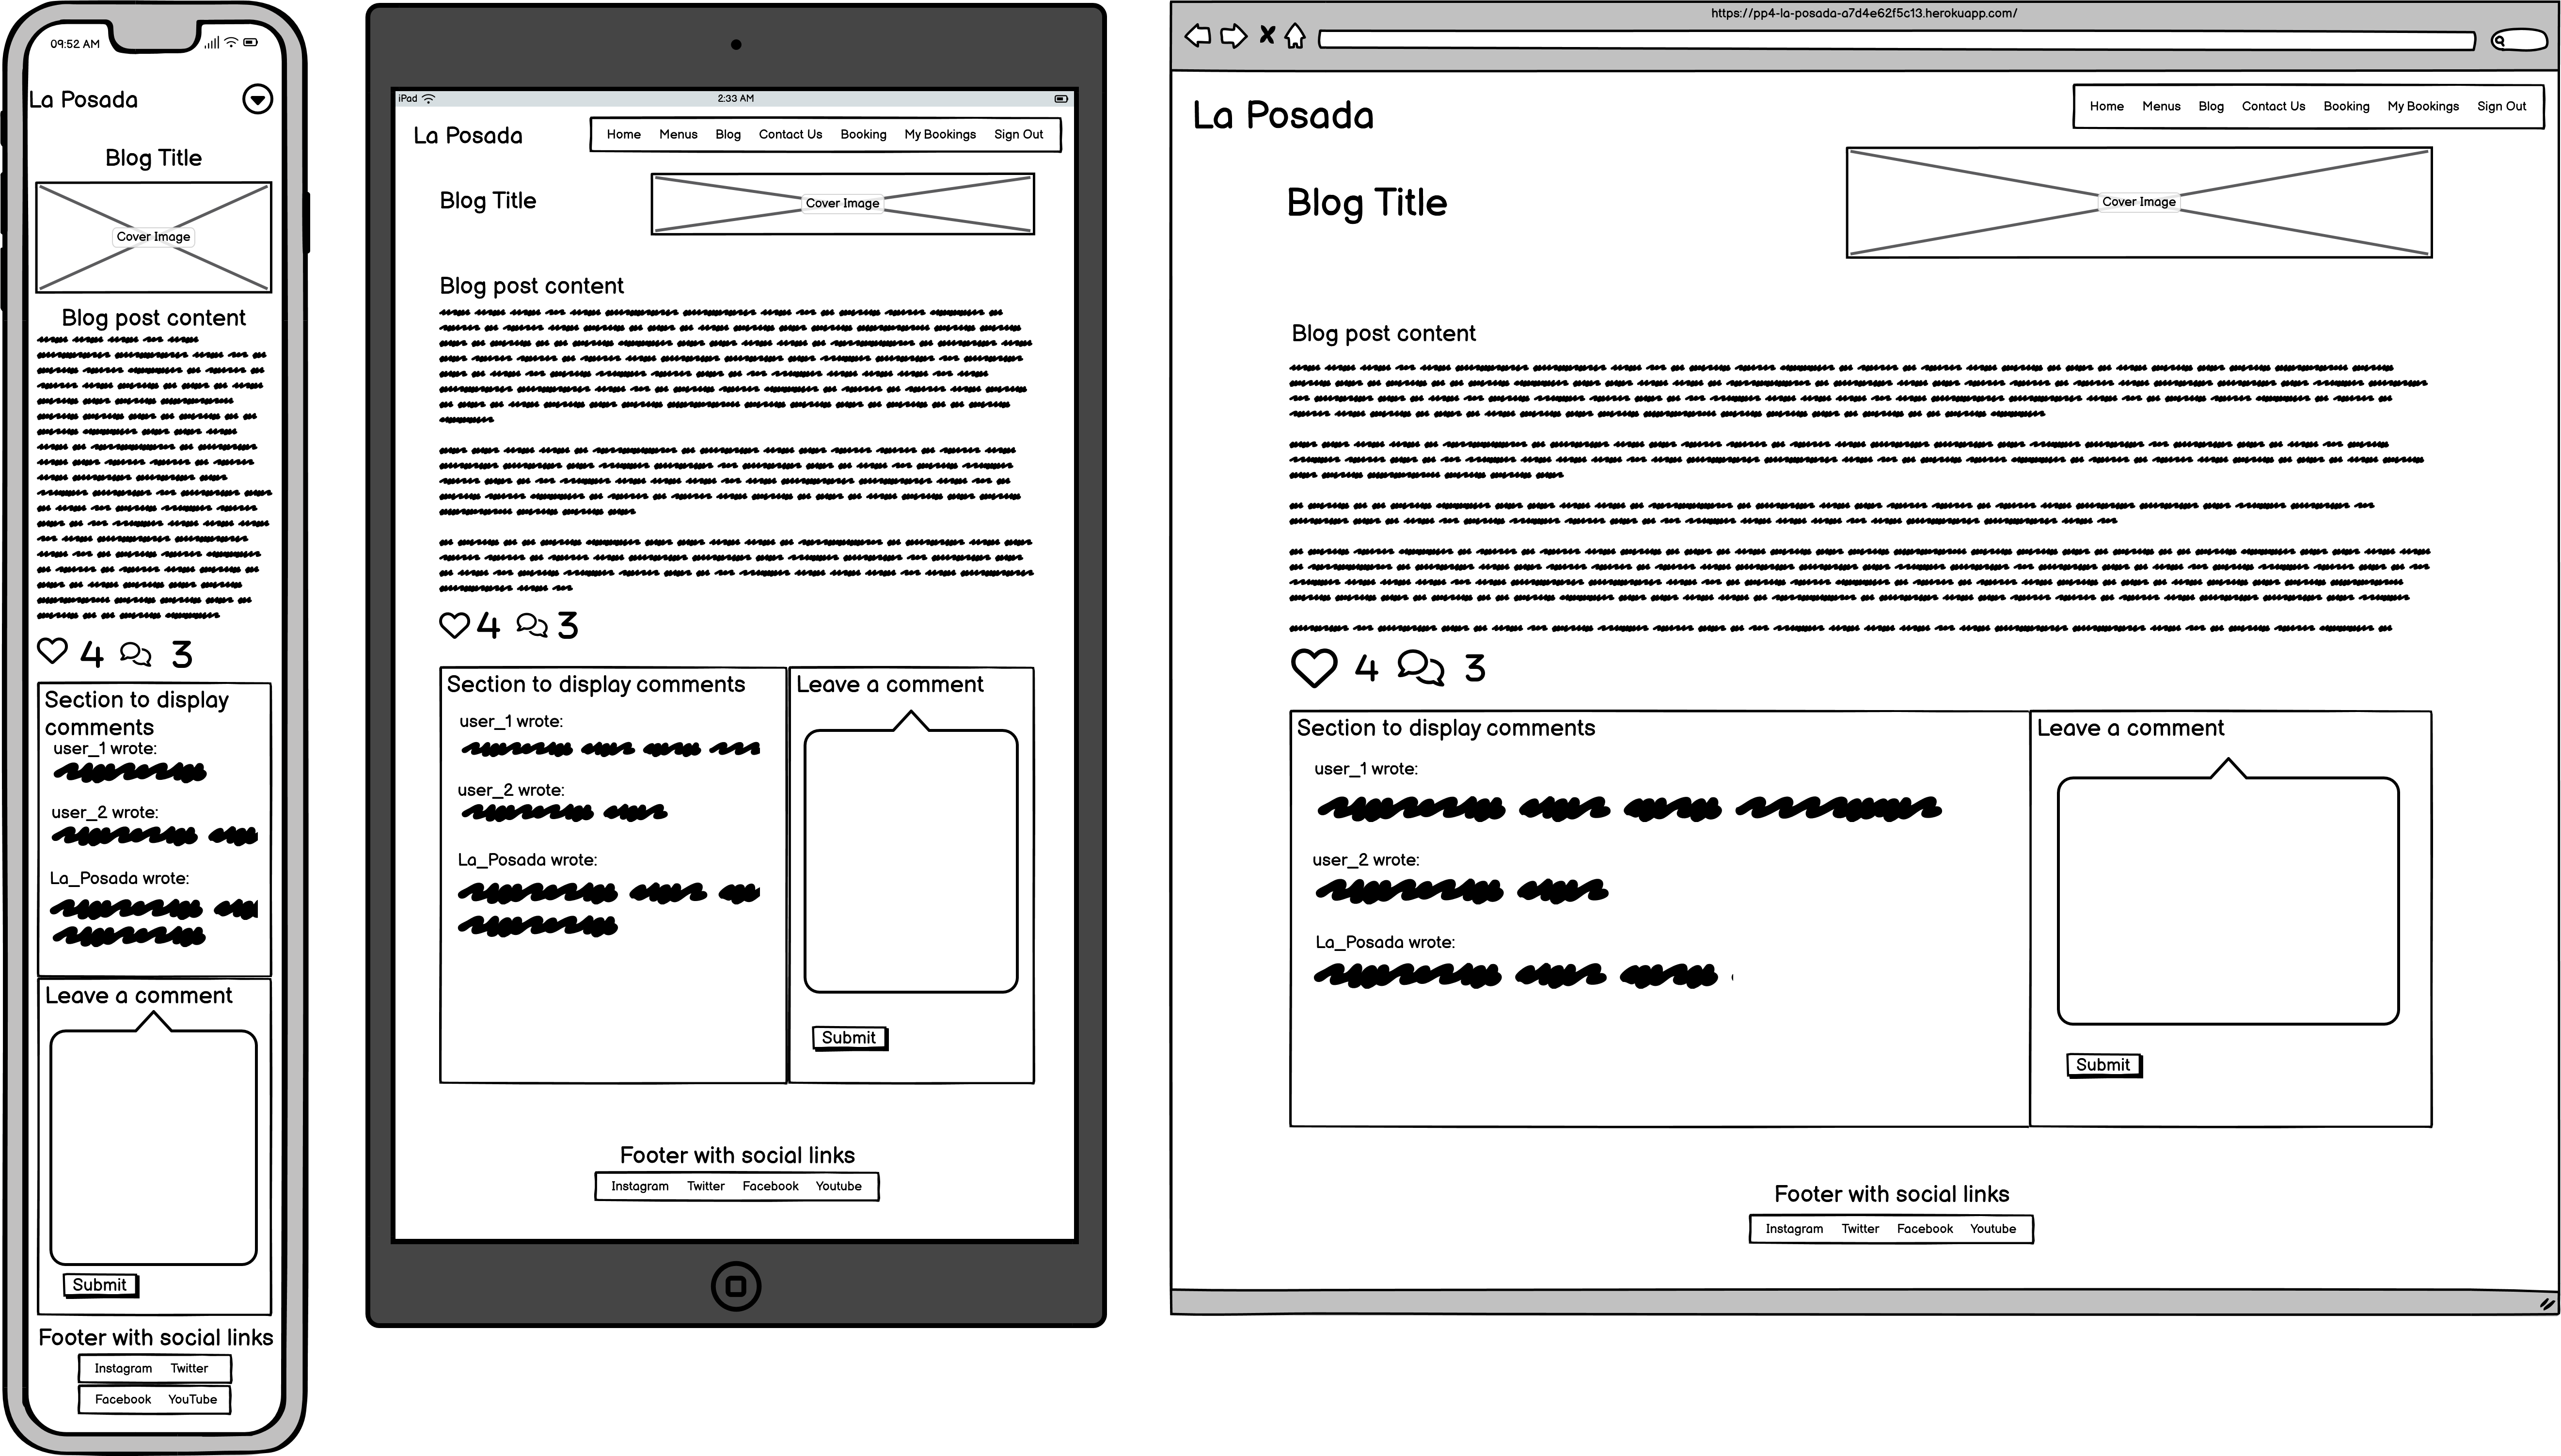 09:52 AM
La Posada
Blog Title
Cover Image
Blog post content
4 3
Section to display
comments
user_1 wrote:
user_2 wrote:
La_Posada wrote:
Leave a comment
Submit
Footer with social links
Instagram Twitter
Facebook YouTube
iPad 2:33 AM
La Posada Home Menus Blog Contact Us Booking My Bookings Sign Out
Blog Title Cover Image
Blog post content
4 3
Section to display comments
user_1 wrote:
user_2 wrote:
La_Posada wrote:
Leave a comment
Submit
Footer with social links
Instagram Twitter Facebook Youtube
https://pp4-la-posada-a7d4e62f5c13.herokuapp.com/
La Posada Home Menus Blog Contact Us Booking My Bookings Sign Out
Blog Title Cover Image
Blog post content
4 3
Section to display comments
user_1 wrote:
user_2 wrote:
La_Posada wrote:
Leave a comment
Submit
Footer with social links
Instagram Twitter Facebook Youtube